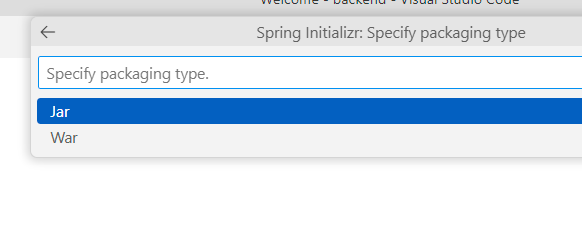 Welcome - backend - Visual Studio Code
Spring Initializr: Specify packaging type
Specify packaging type.
Jar
War